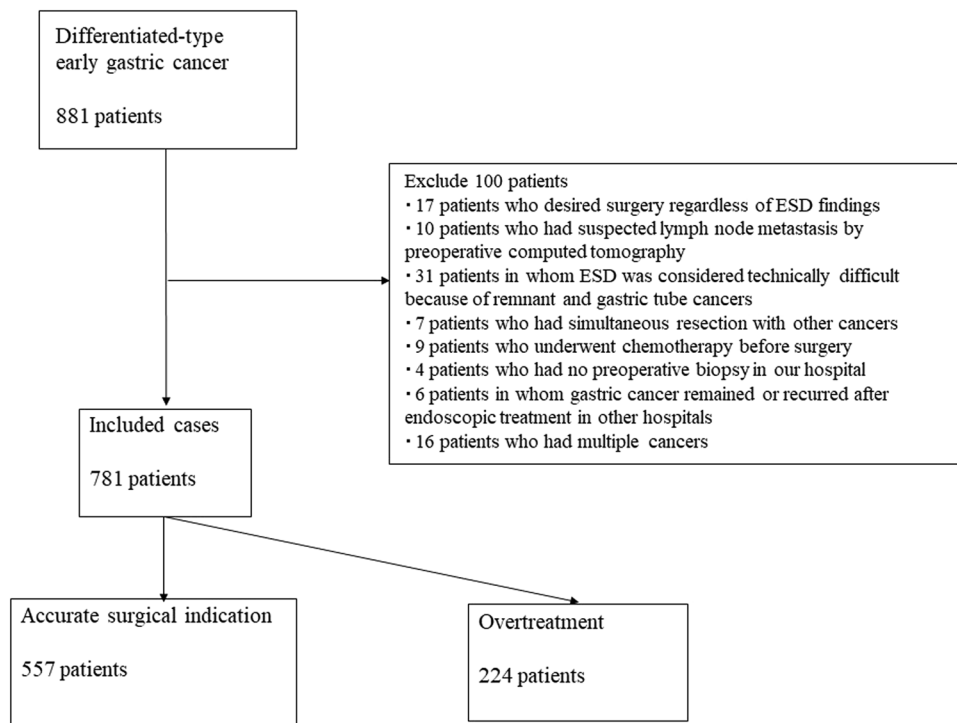 Differentiated-type
early gastric cancer
881 patients
Exclude 100 patients
・17 patients who desired surgery regardless of ESD findings
・10 patients who had suspected lymph node metastasis by
preoperative computed tomography
・31 patients in whom ESD was considered technically difficult
because of remnant and gastric tube cancers
・7 patients who had simultaneous resection with other cancers
・9 patients who underwent chemotherapy before surgery
・4 patients who had no preoperative biopsy in our hospital
・6 patients in whom gastric cancer remained or recurred after
endoscopic treatment in other hospitals
・16 patients who had multiple cancers
Included cases
781 patients
Accurate surgical indication
557 patients
Overtreatment
224 patients